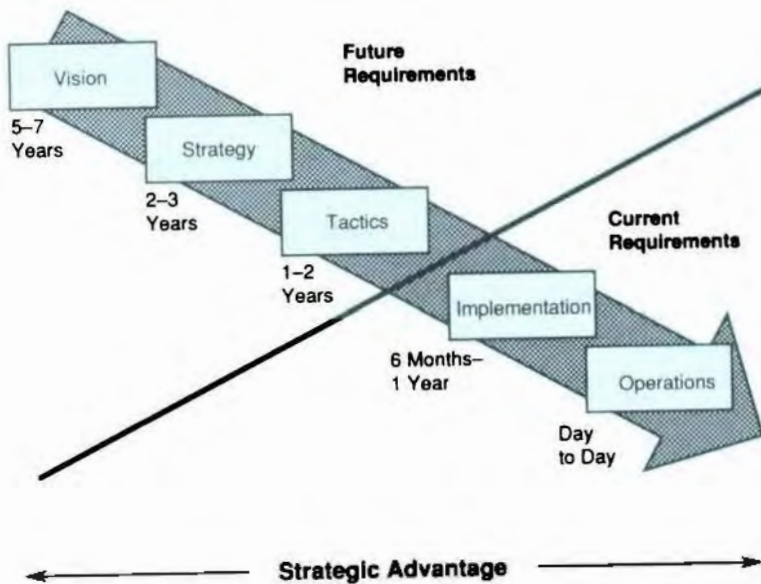 Future
Requirements
Vision
5–7
Years
Strategy
2–3
Years
Tactics
1–2
Years
Current
Requirements
Implementation
6 Months–
1 Year
Operations
Day
to Day
Strategic Advantage